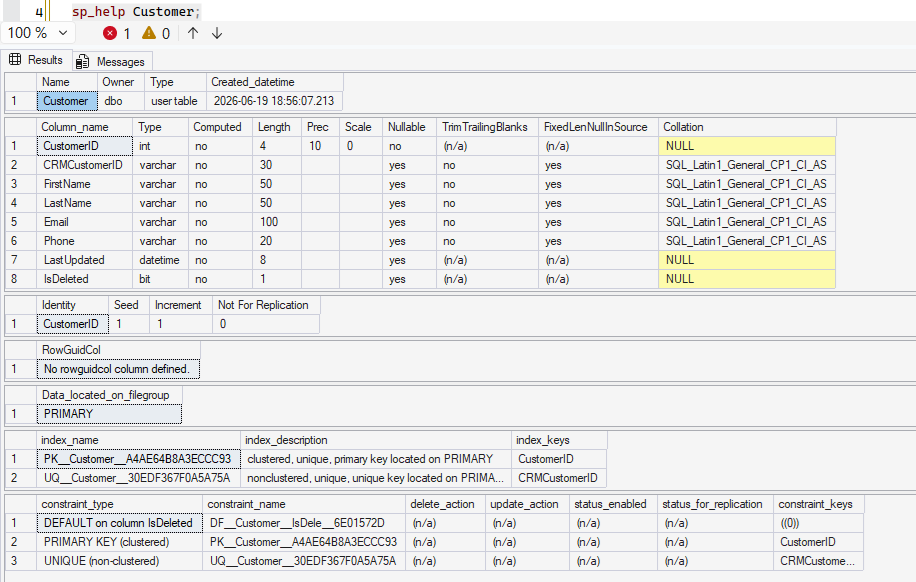 4 sp_help Customer;
100 % 1 0
Results Messages
Name Owner Type Created_datetime
1 Customer dbo user table 2026-06-19 18:56:07.213
Column_name Type Computed Length Prec Scale Nullable TrimTrailingBlanks FixedLenNullInSource Collation
1 CustomerID int no 4 10 0 no (n/a) (n/a) NULL
2 CRMCustomerID varchar no 30 yes no yes SQL_Latin1_General_CP1_CI_AS
3 FirstName varchar no 50 yes no yes SQL_Latin1_General_CP1_CI_AS
4 LastName varchar no 50 yes no yes SQL_Latin1_General_CP1_CI_AS
5 Email varchar no 100 yes no yes SQL_Latin1_General_CP1_CI_AS
6 Phone varchar no 20 yes no yes SQL_Latin1_General_CP1_CI_AS
7 LastUpdated datetime no 8 yes (n/a) (n/a) NULL
8 IsDeleted bit no 1 yes (n/a) (n/a) NULL
Identity Seed Increment Not For Replication
1 CustomerID 1 1 0
RowGuidCol
1 No rowguidcol column defined.
Data_located_on_filegroup
1 PRIMARY
index_name index_description index_keys
1 PK__Customer__A4AE64B8A3ECCC93 clustered, unique, primary key located on PRIMARY CustomerID
2 UQ__Customer__30EDF367F0A5A75A nonclustered, unique, unique key located on PRIMA... CRMCustomerID
constraint_type constraint_name delete_action update_action status_enabled status_for_replication constraint_keys
1 DEFAULT on column IsDeleted DF__Customer__IsDele__6E01572D (n/a) (n/a) (n/a) (n/a) ((0))
2 PRIMARY KEY (clustered) PK__Customer__A4AE64B8A3ECCC93 (n/a) (n/a) (n/a) (n/a) CustomerID
3 UNIQUE (non-clustered) UQ__Customer__30EDF367F0A5A75A (n/a) (n/a) (n/a) (n/a) CRMCustome...